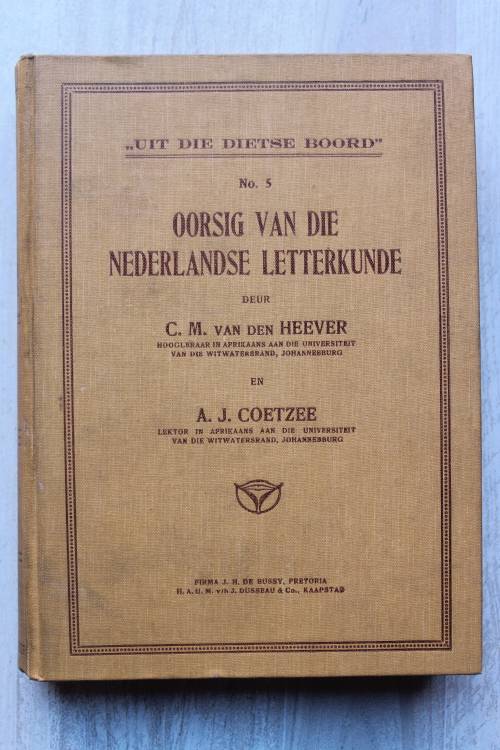 „UIT DIE DIETSE BOORD”
No. 5
OORSIG VAN DIE
NEDERLANDSE LETTERKUNDE
DEUR
C. M. VAN DEN HEEVER
HOOGLERAAR IN AFRIKAANS AAN DIE UNIVERSITEIT
VAN DIE WITWATERSRAND, JOHANNESBURG
EN
A. J. COETZEE
LEKTOR IN AFRIKAANS AAN DIE UNIVERSITEIT
VAN DIE WITWATERSRAND, JOHANNESBURG
FIRMA J. H. DE BUSSY, PRETORIA
H. A. U. M. v/h J. DUSSEAU & Co., KAAPSTAD